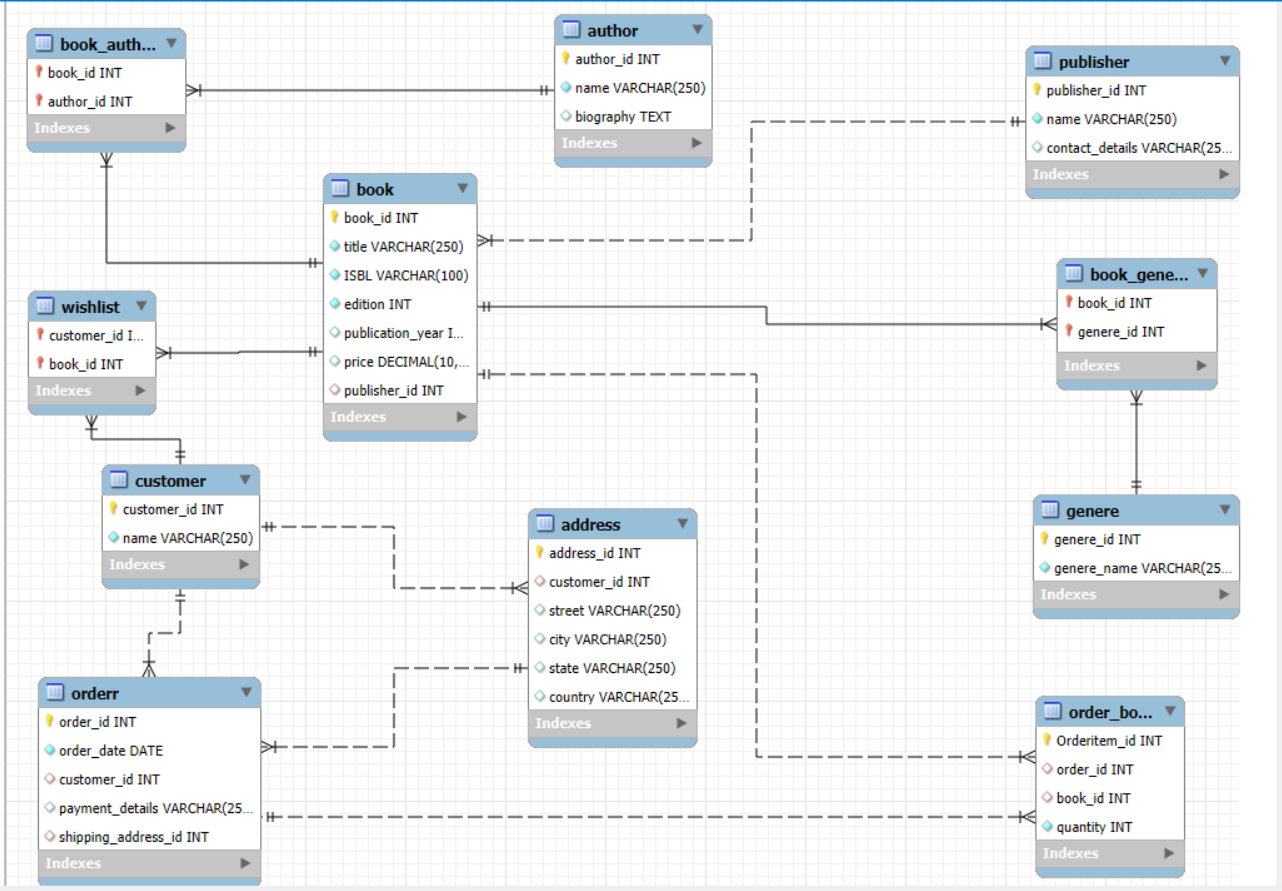 book_auth...
book_id INT
author_id INT
Indexes
author
author_id INT
name VARCHAR(250)
biography TEXT
Indexes
publisher
publisher_id INT
name VARCHAR(250)
contact_details VARCHAR(25...
Indexes
book
book_id INT
title VARCHAR(250)
ISBL VARCHAR(100)
edition INT
publication_year I...
price DECIMAL(10,...
publisher_id INT
Indexes
book_gene...
book_id INT
genere_id INT
Indexes
wishlist
customer_id I...
book_id INT
Indexes
customer
customer_id INT
name VARCHAR(250)
Indexes
address
address_id INT
customer_id INT
street VARCHAR(250)
city VARCHAR(250)
state VARCHAR(250)
country VARCHAR(25...
Indexes
genere
genere_id INT
genere_name VARCHAR(25...
Indexes
orderr
order_id INT
order_date DATE
customer_id INT
payment_details VARCHAR(25...
shipping_address_id INT
Indexes
order_bo...
Orderitem_id INT
order_id INT
book_id INT
quantity INT
Indexes